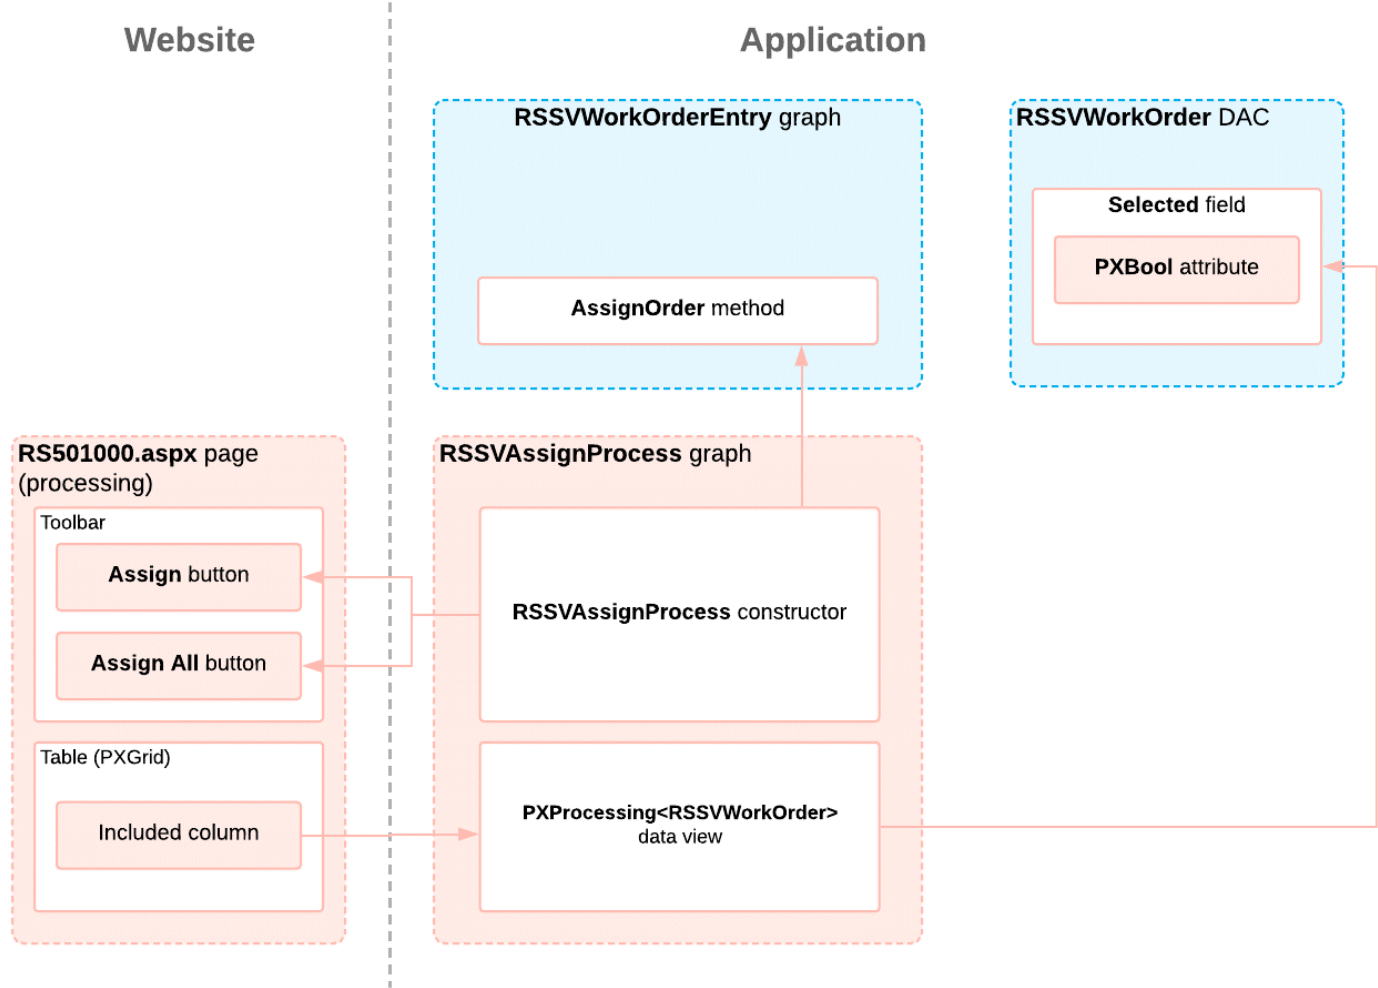 Website
Application
RSSVWorkOrderEntry graph
AssignOrder method
RSSVWorkOrder DAC
Selected field
PXBool attribute
RS501000.aspx page
(processing)
Toolbar
Assign button
Assign All button
Table (PXGrid)
Included column
RSSVAssignProcess graph
RSSVAssignProcess constructor
PXProcessing<RSSVWorkOrder>
data view